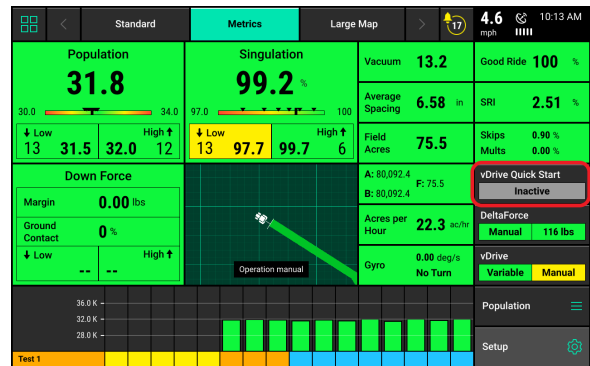 Standard
Metrics
Large Map
17
4.6 mph
10:13 AM
Population
31.8
30.0 34.0
Low High
13 31.5 32.0 12
Singulation
99.2 %
97.0 100
Low High
13 97.7 99.7 6
Vacuum 13.2
Average Spacing 6.58 in
Field Acres 75.5
Good Ride 100 %
SRI 2.51 %
Skips 0.90 %
Mults 0.00 %
Down Force
Margin 0.00 lbs
Ground Contact 0 %
Low High
-- --
Operation manual
A: 80,092.4
B: 80,092.4
F: 75.5
Acres per Hour 22.3 ac/hr
Gyro 0.00 deg/s
No Turn
vDrive Quick Start
Inactive
DeltaForce
Manual 116 lbs
vDrive
Variable Manual
36.0 K
32.0 K
28.0 K
Test 1
Population
Setup